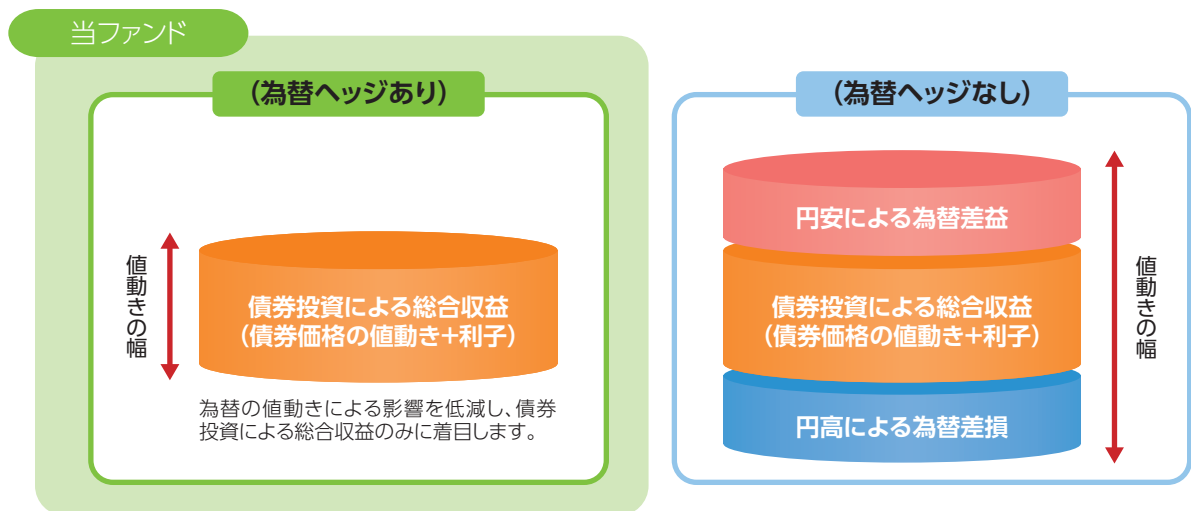 当ファンド
(為替ヘッジあり)
値動きの幅
債券投資による総合収益
(債券価格の値動き+利子)
為替の値動きによる影響を低減し、債券
投資による総合収益のみに着目します。
(為替ヘッジなし)
円安による為替差益
債券投資による総合収益
(債券価格の値動き+利子)
円高による為替差損
値動きの幅